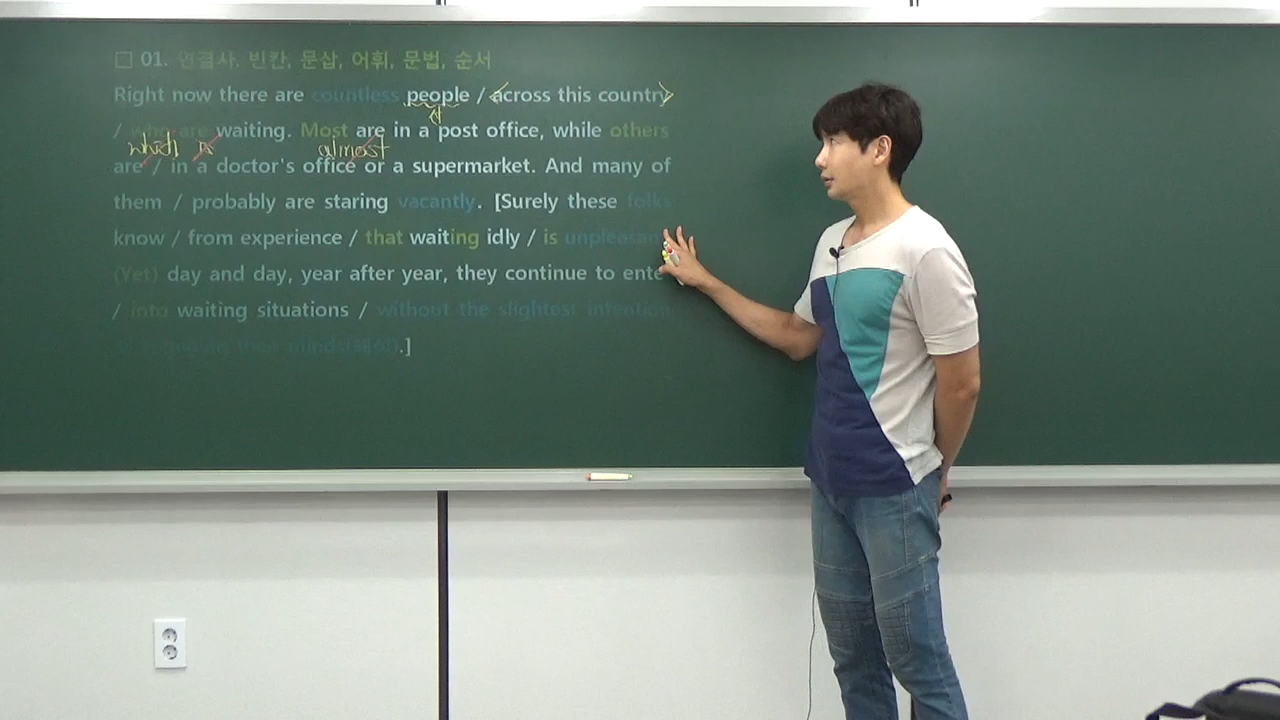 □ 01. 연결사, 빈칸, 문삽, 어휘, 문법, 순서
Right now there are countless people / <across this country>
/ who are waiting. Most are in a post office, while others
which is almost
are / in a doctor's office or a supermarket. And many of
them / probably are staring vacantly. [Surely these folks
know / from experience / that waiting idly / is unpleasant
(Yet) day and day, year after year, they continue to ente
/ into waiting situations / without the slightest intention
their minds .]